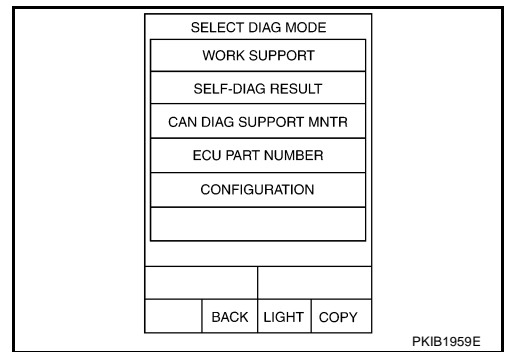 SELECT DIAG MODE
WORK SUPPORT
SELF-DIAG RESULT
CAN DIAG SUPPORT MNTR
ECU PART NUMBER
CONFIGURATION
BACK LIGHT COPY
PKIB1959E